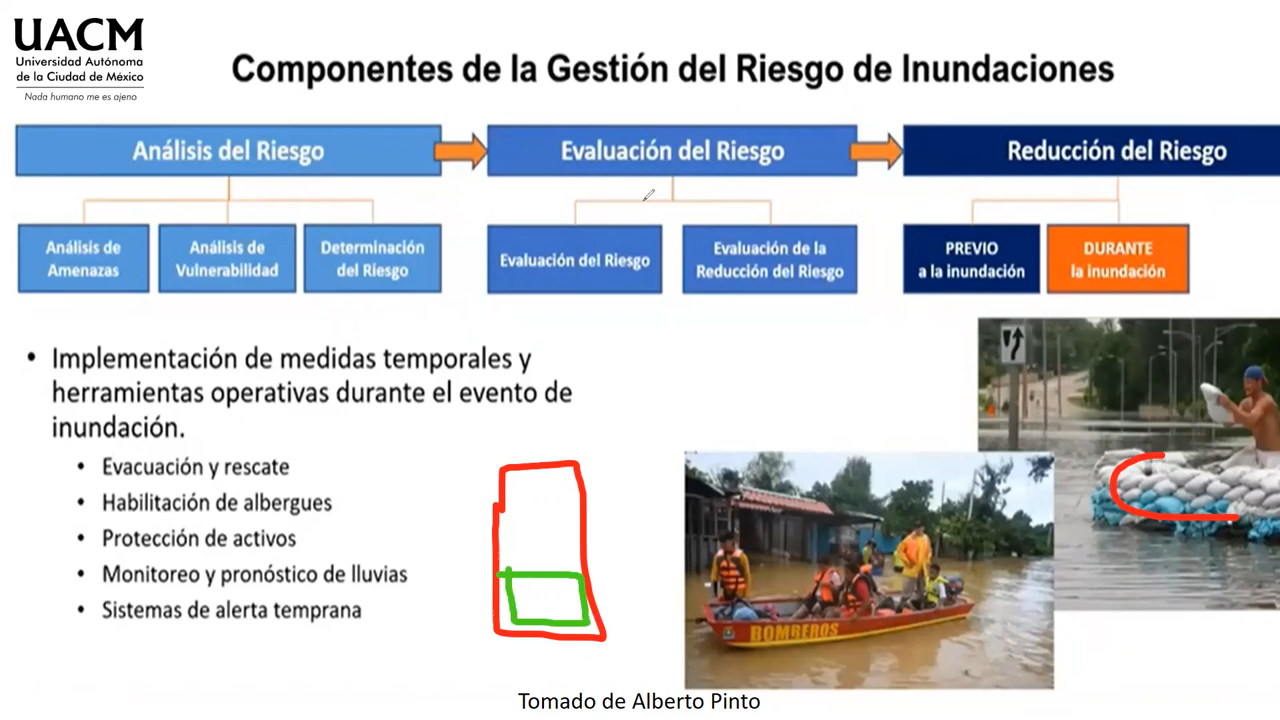 UACM
Universidad Autónoma
de la Ciudad de México
Nada humano me es ajeno
Componentes de la Gestión del Riesgo de Inundaciones
Análisis del Riesgo
Evaluación del Riesgo
Reducción del Riesgo
Análisis de
Amenazas
Análisis de
Vulnerabilidad
Determinación
del Riesgo
Evaluación del Riesgo
Evaluación de la
Reducción del Riesgo
PREVIO
a la inundación
DURANTE
la inundación
• Implementación de medidas temporales y
herramientas operativas durante el evento de
inundación.
• Evacuación y rescate
• Habilitación de albergues
• Protección de activos
• Monitoreo y pronóstico de lluvias
• Sistemas de alerta temprana
BOMBEROS
Tomado de Alberto Pinto